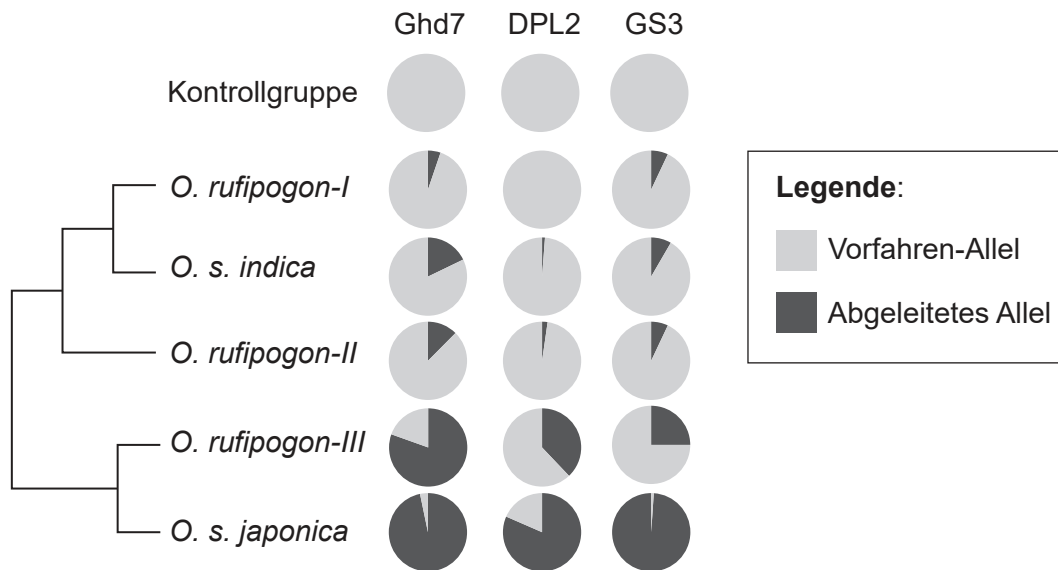 Ghd7 DPL2 GS3
Kontrollgruppe
O. rufipogon-I
O. s. indica
O. rufipogon-II
O. rufipogon-III
O. s. japonica
Legende:
Vorfahren-Allel
Abgeleitetes Allel